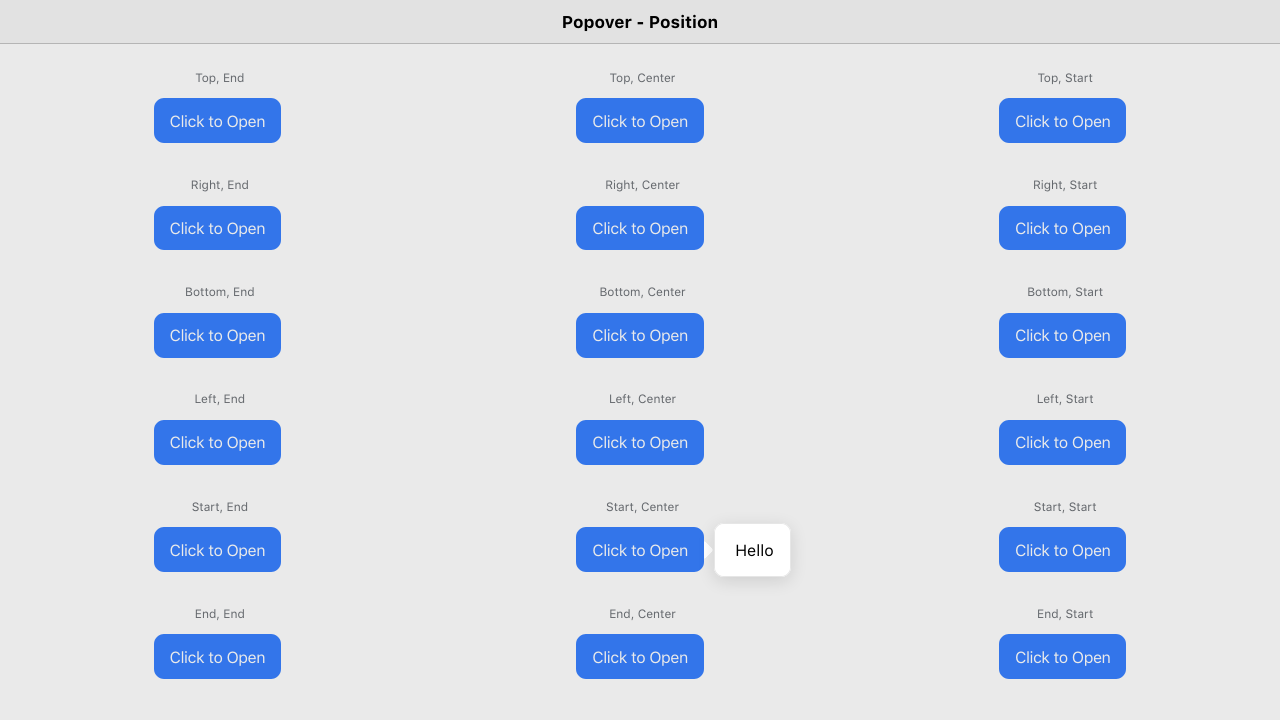 Popover - Position
Top, End
Top, Center
Top, Start
Click to Open
Click to Open
Click to Open
Right, End
Right, Center
Right, Start
Click to Open
Click to Open
Click to Open
Bottom, End
Bottom, Center
Bottom, Start
Click to Open
Click to Open
Click to Open
Left, End
Left, Center
Left, Start
Click to Open
Click to Open
Click to Open
Start, End
Start, Center
Start, Start
Click to Open
Click to Open
Hello
Click to Open
End, End
End, Center
End, Start
Click to Open
Click to Open
Click to Open